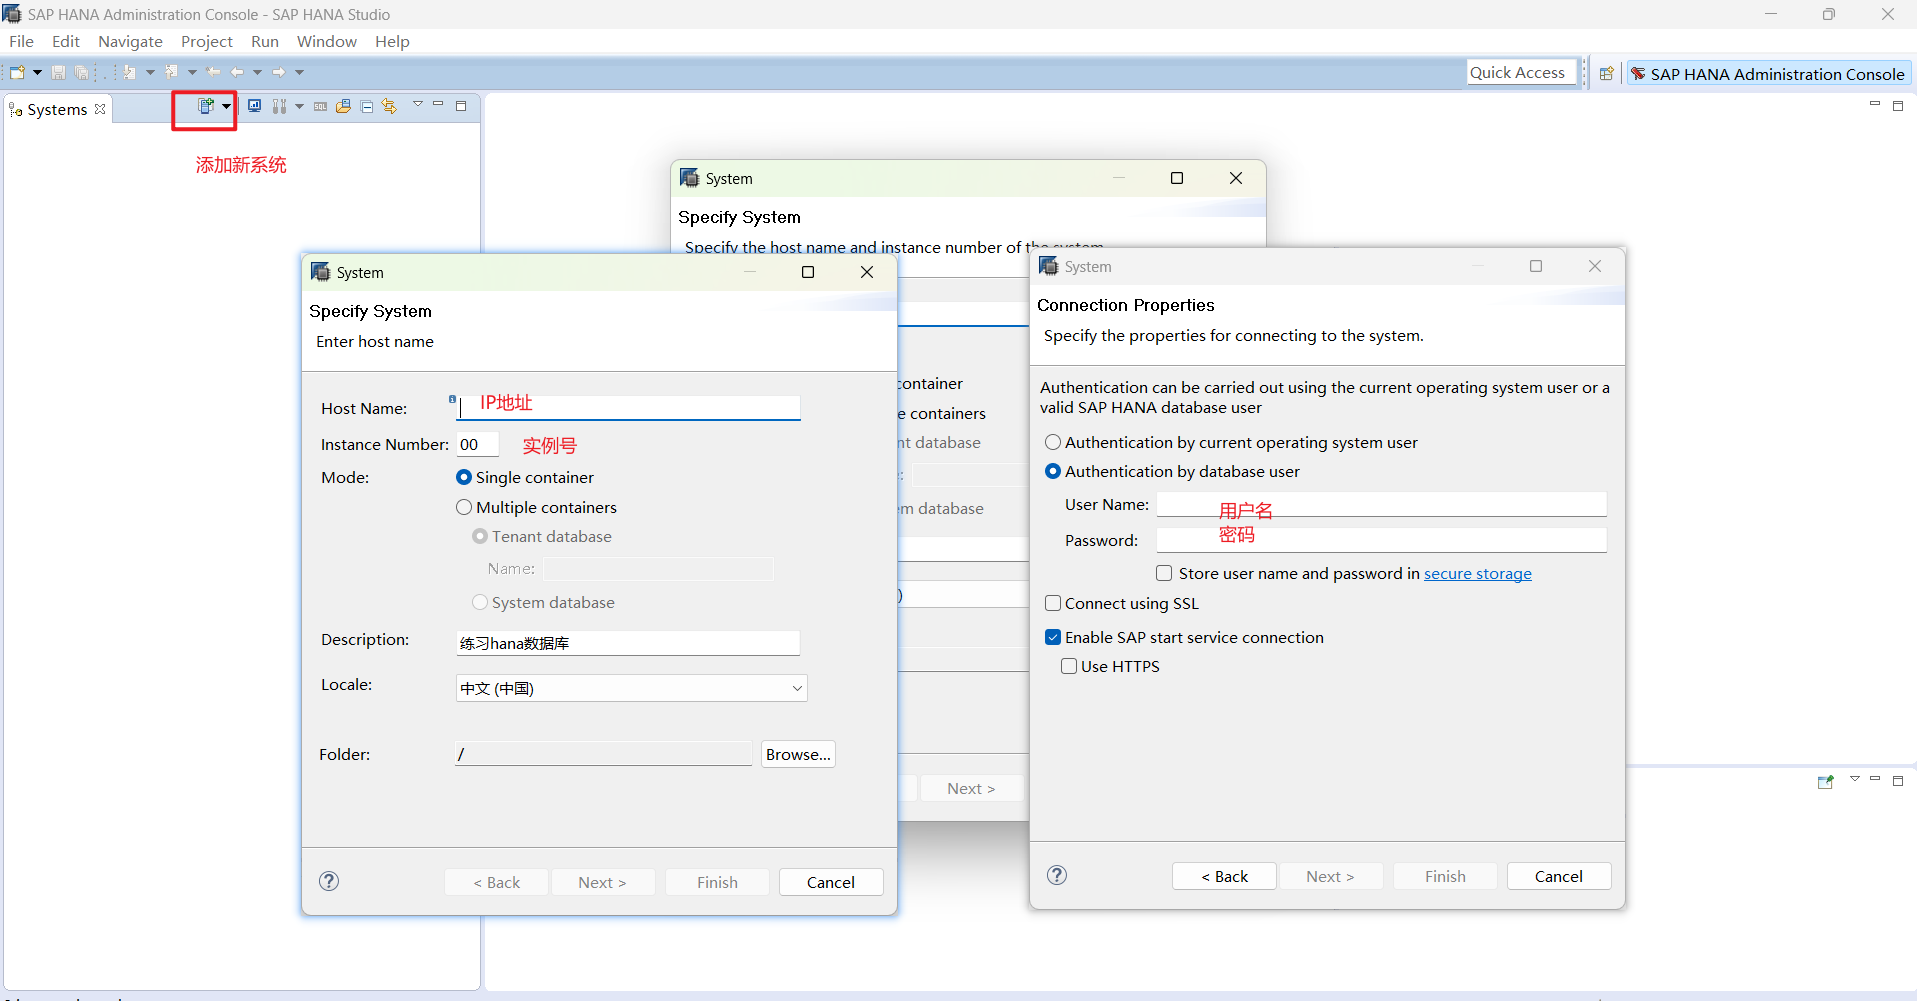 SAP HANA Administration Console - SAP HANA Studio
File Edit Navigate Project Run Window Help
Quick Access
SAP HANA Administration Console
Systems
添加新系统
System
Specify System
Specify the host name and instance number of the system.
container
e containers
nt database
:
m database
)
Next >
System
Specify System
Enter host name
Host Name: IP地址
Instance Number: 00 实例号
Mode: Single container
Multiple containers
Tenant database
Name:
System database
Description: 练习hana数据库
Locale: 中文 (中国)
Folder: / Browse...
< Back Next > Finish Cancel
System
Connection Properties
Specify the properties for connecting to the system.
Authentication can be carried out using the current operating system user or a
valid SAP HANA database user
Authentication by current operating system user
Authentication by database user
User Name: 用户名
Password: 密码
Store user name and password in secure storage
Connect using SSL
Enable SAP start service connection
Use HTTPS
< Back Next > Finish Cancel